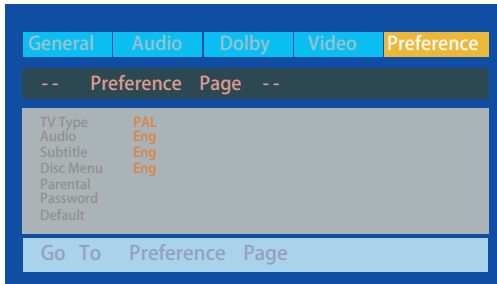 General Audio Dolby Video Preference
-- Preference Page --
TV Type PAL
Audio Eng
Subtitle Eng
Disc Menu Eng
Parental
Password
Default
Go To Preference Page